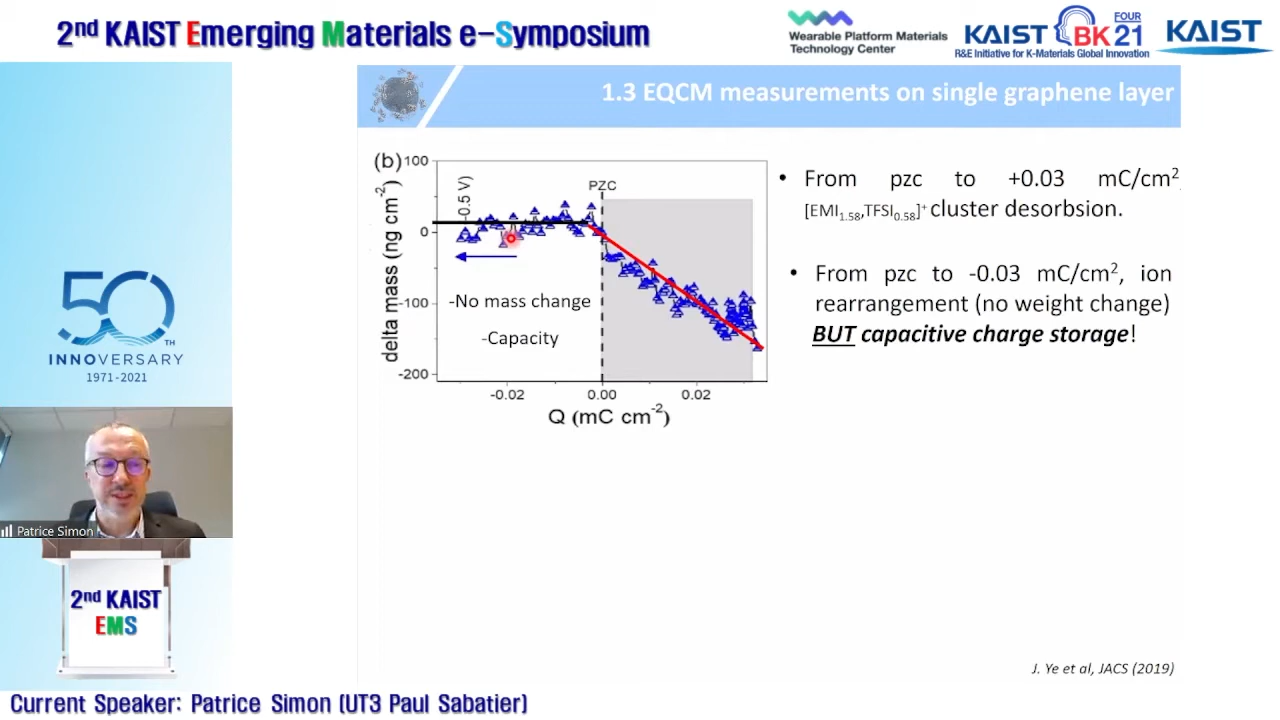 2nd KAIST Emerging Materials e-Symposium
Wearable Platform Materials
Technology Center
KAIST BK FOUR 21
R&E Initiative for K-Materials Global Innovation
KAIST
1.3 EQCM measurements on single graphene layer
(b)
delta mass (ng cm-2)
100
0
-100
-200
-0.5 V)
PZC
-No mass change
-Capacity
-0.02
0.00
0.02
Q (mC cm-2)
• From pzc to +0.03 mC/cm2,
[EMI1.58,TFSI0.58]+ cluster desorbsion.
• From pzc to -0.03 mC/cm2, ion
rearrangement (no weight change)
BUT capacitive charge storage!
50TH
INNOVERSARY
1971-2021
Patrice Simon
2nd KAIST
EMS
J. Ye et al, JACS (2019)
Current Speaker: Patrice Simon (UT3 Paul Sabatier)